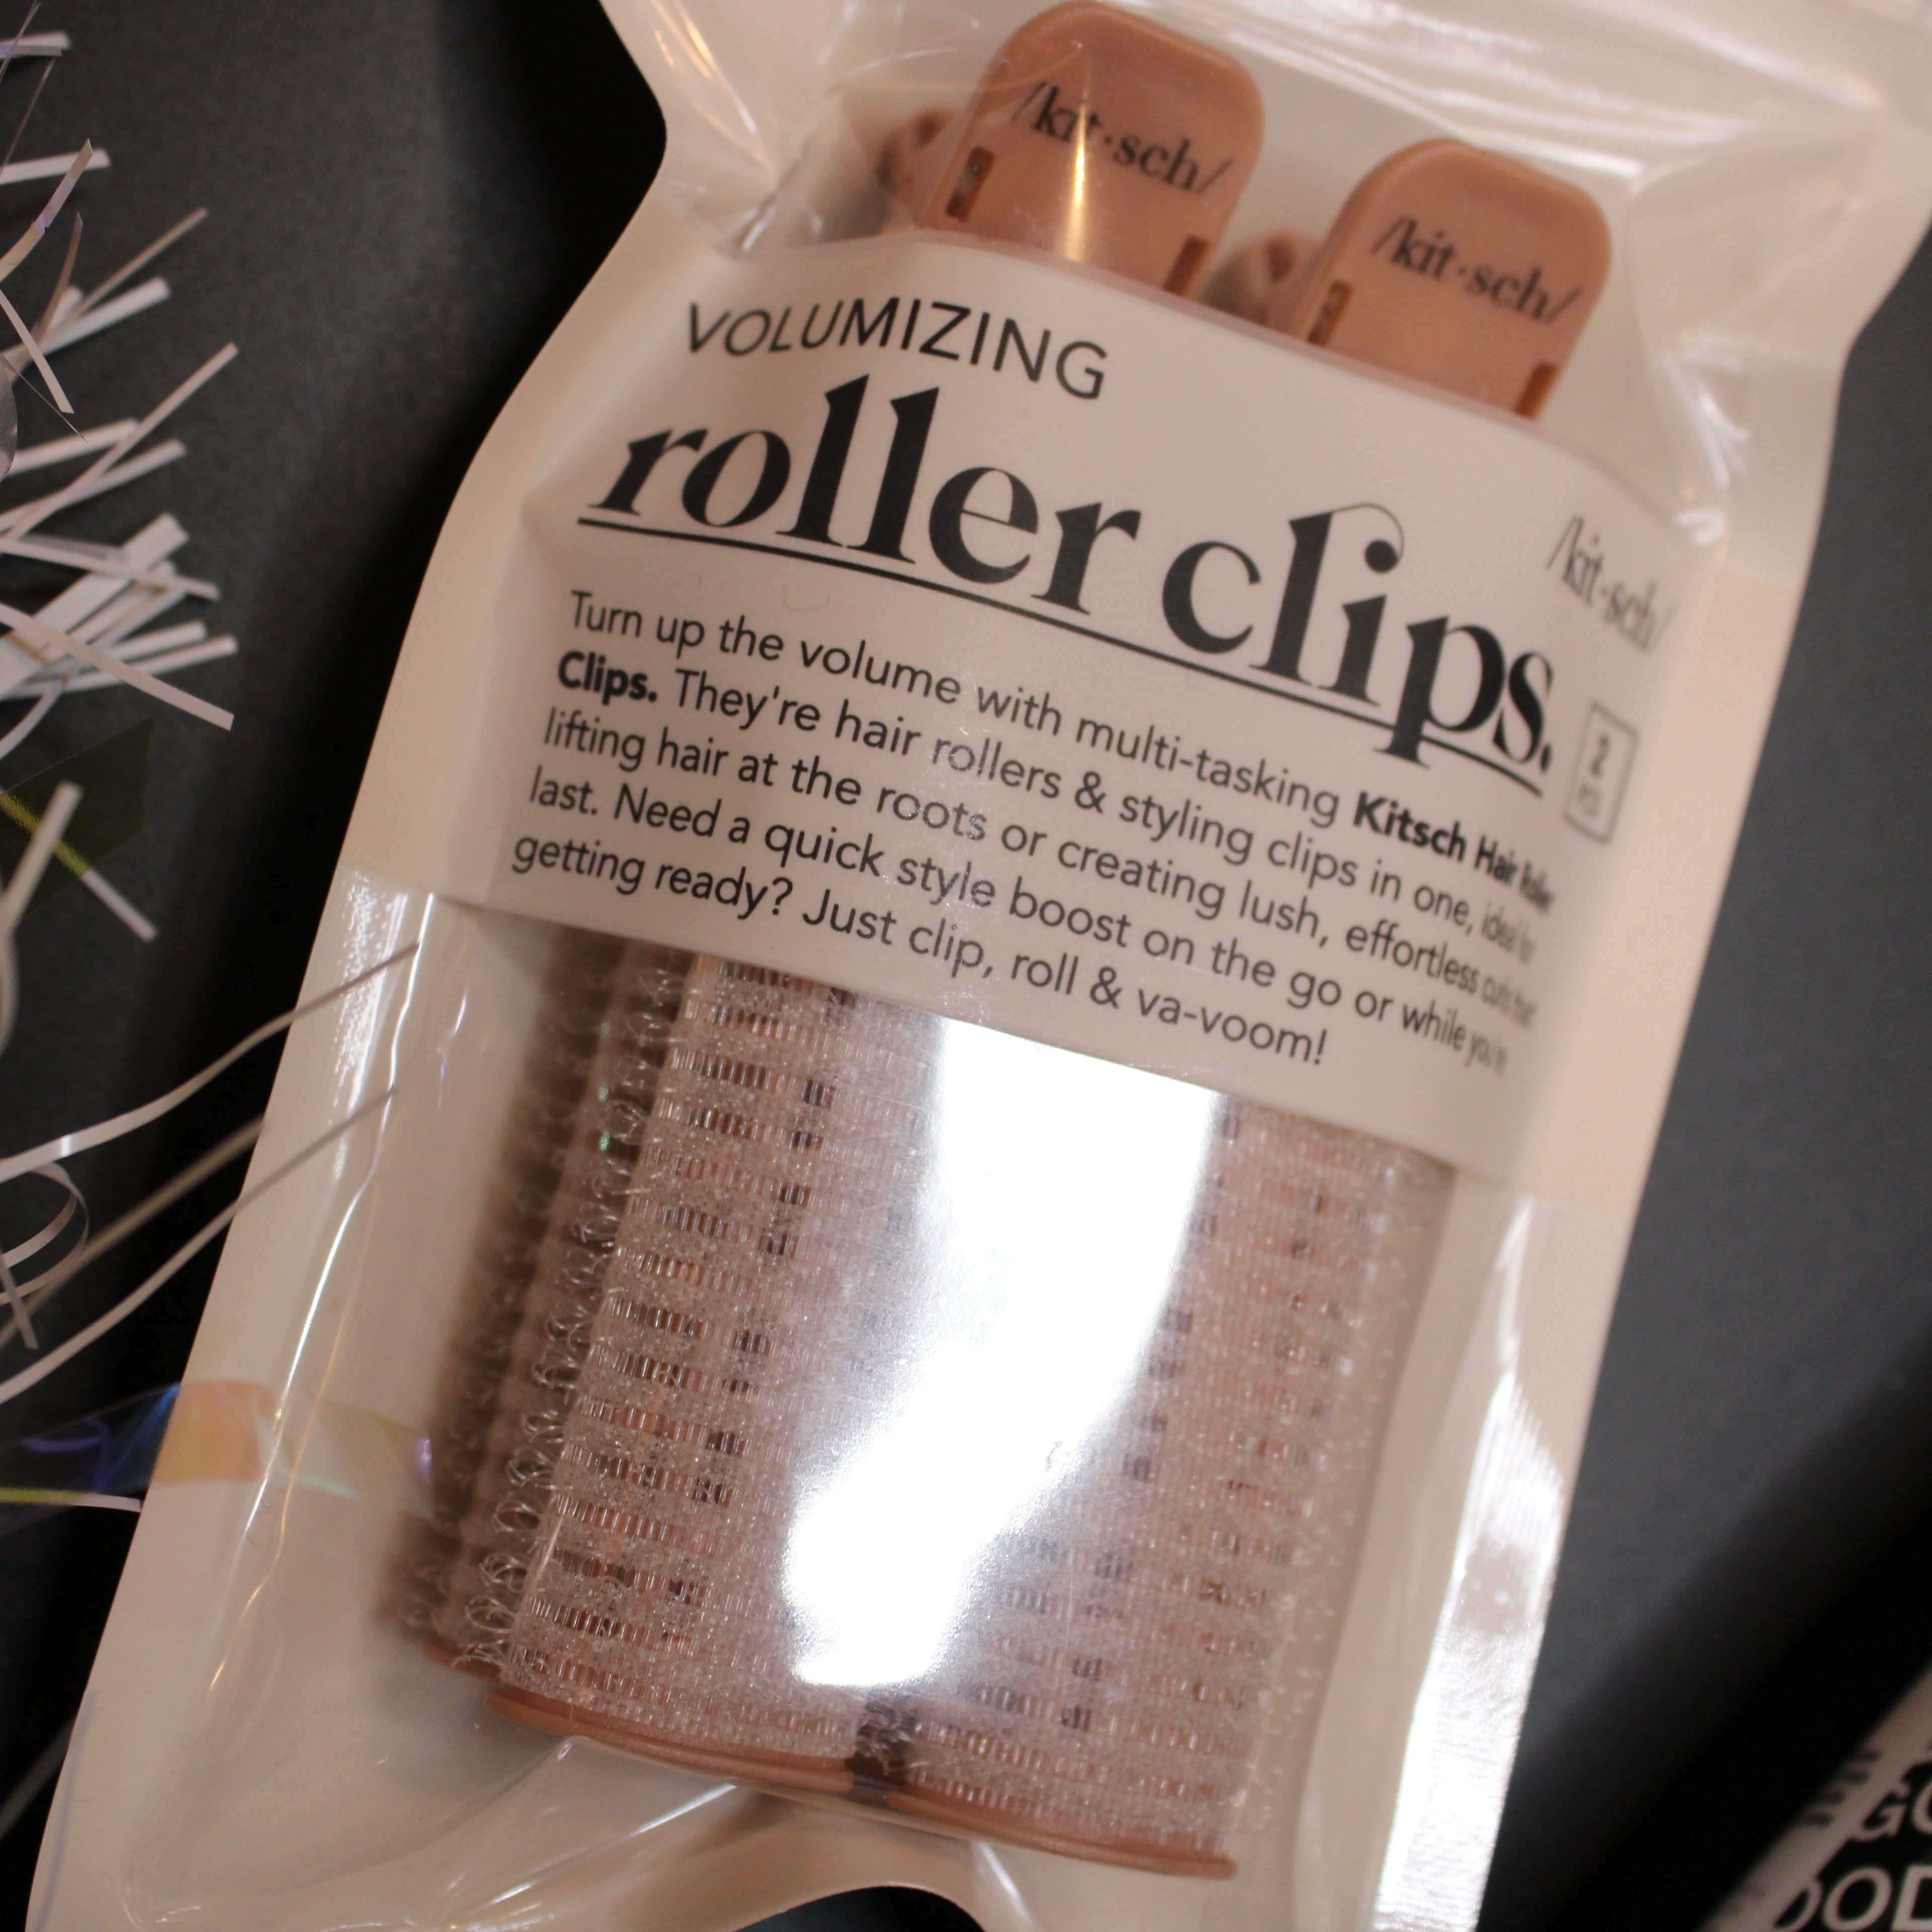 /kit·sch/
/kit·sch/
VOLUMIZING
roller clips.
/kit·sch/
2
PCS
Turn up the volume with multi-tasking Kitsch Hair Roller
Clips. They're hair rollers & styling clips in one, ideal for
lifting hair at the roots or creating lush, effortless curls that
last. Need a quick style boost on the go or while you're
getting ready? Just clip, roll & va-voom!